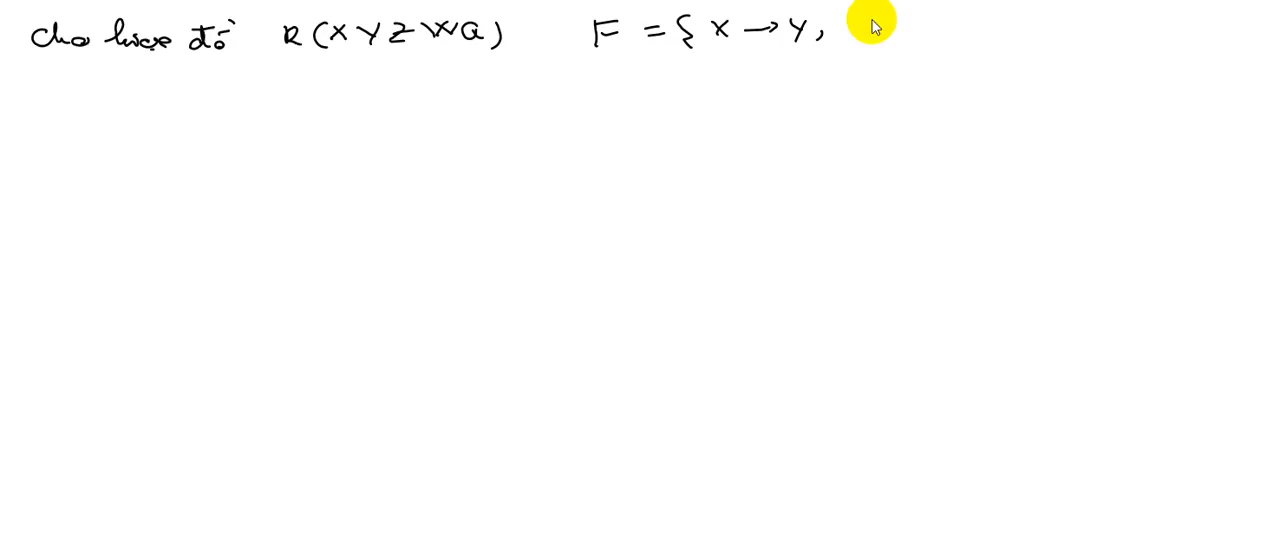 cho lược đồ R(XYZWQ) F = { X → Y,